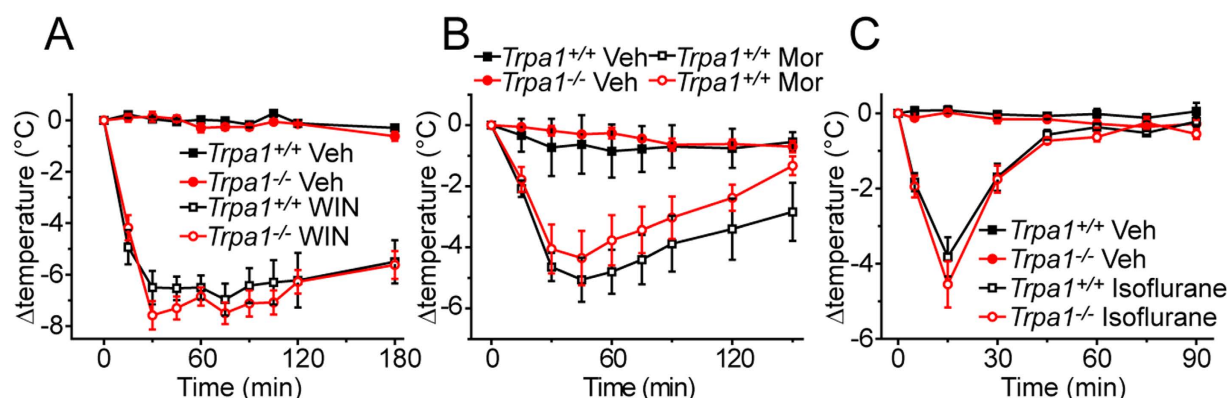 A
B
C
Trpa1+/+ Veh
Trpa1+/+ Mor
Trpa1-/- Veh
Trpa1+/+ Mor
Δtemperature (°C)
0
-2
-4
-6
-8
Trpa1+/+ Veh
Trpa1-/- Veh
Trpa1+/+ WIN
Trpa1-/- WIN
0
60
120
180
Time (min)
Δtemperature (°C)
0
-2
-4
-6
0
60
120
Time (min)
Δtemperature (°C)
0
-2
-4
-6
Trpa1+/+ Veh
Trpa1-/- Veh
Trpa1+/+ Isoflurane
Trpa1-/- Isoflurane
0
30
60
90
Time (min)